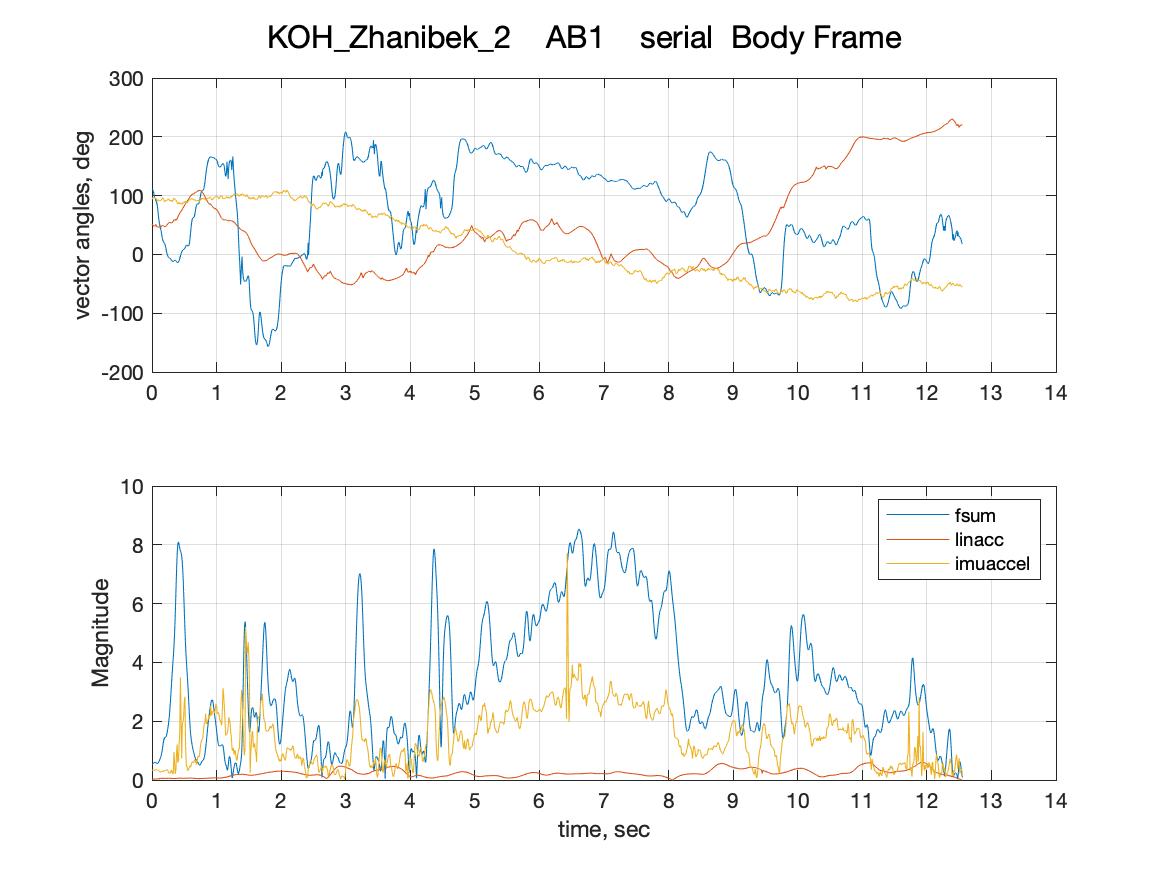 KOH_Zhanibek_2 AB1 serial Body Frame
300
200
100
0
-100
-200
vector angles, deg
0 1 2 3 4 5 6 7 8 9 10 11 12 13 14
10
8
6
4
2
0
Magnitude
fsum
linacc
imuaccel
0 1 2 3 4 5 6 7 8 9 10 11 12 13 14
time, sec